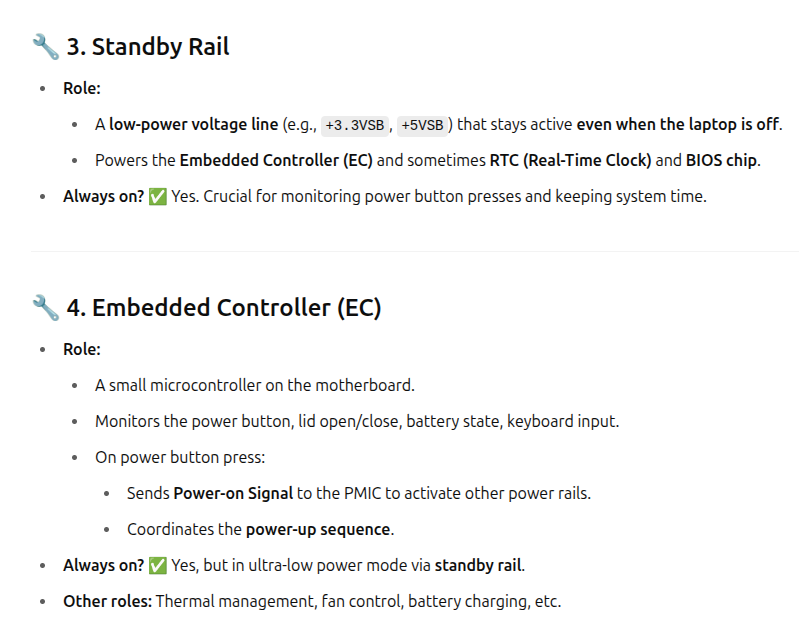 🔧 3. Standby Rail
• Role:
• A low-power voltage line (e.g., +3.3VSB, +5VSB) that stays active even when the laptop is off.
• Powers the Embedded Controller (EC) and sometimes RTC (Real-Time Clock) and BIOS chip.
• Always on? ✅ Yes. Crucial for monitoring power button presses and keeping system time.
🔧 4. Embedded Controller (EC)
• Role:
• A small microcontroller on the motherboard.
• Monitors the power button, lid open/close, battery state, keyboard input.
• On power button press:
• Sends Power-on Signal to the PMIC to activate other power rails.
• Coordinates the power-up sequence.
• Always on? ✅ Yes, but in ultra-low power mode via standby rail.
• Other roles: Thermal management, fan control, battery charging, etc.